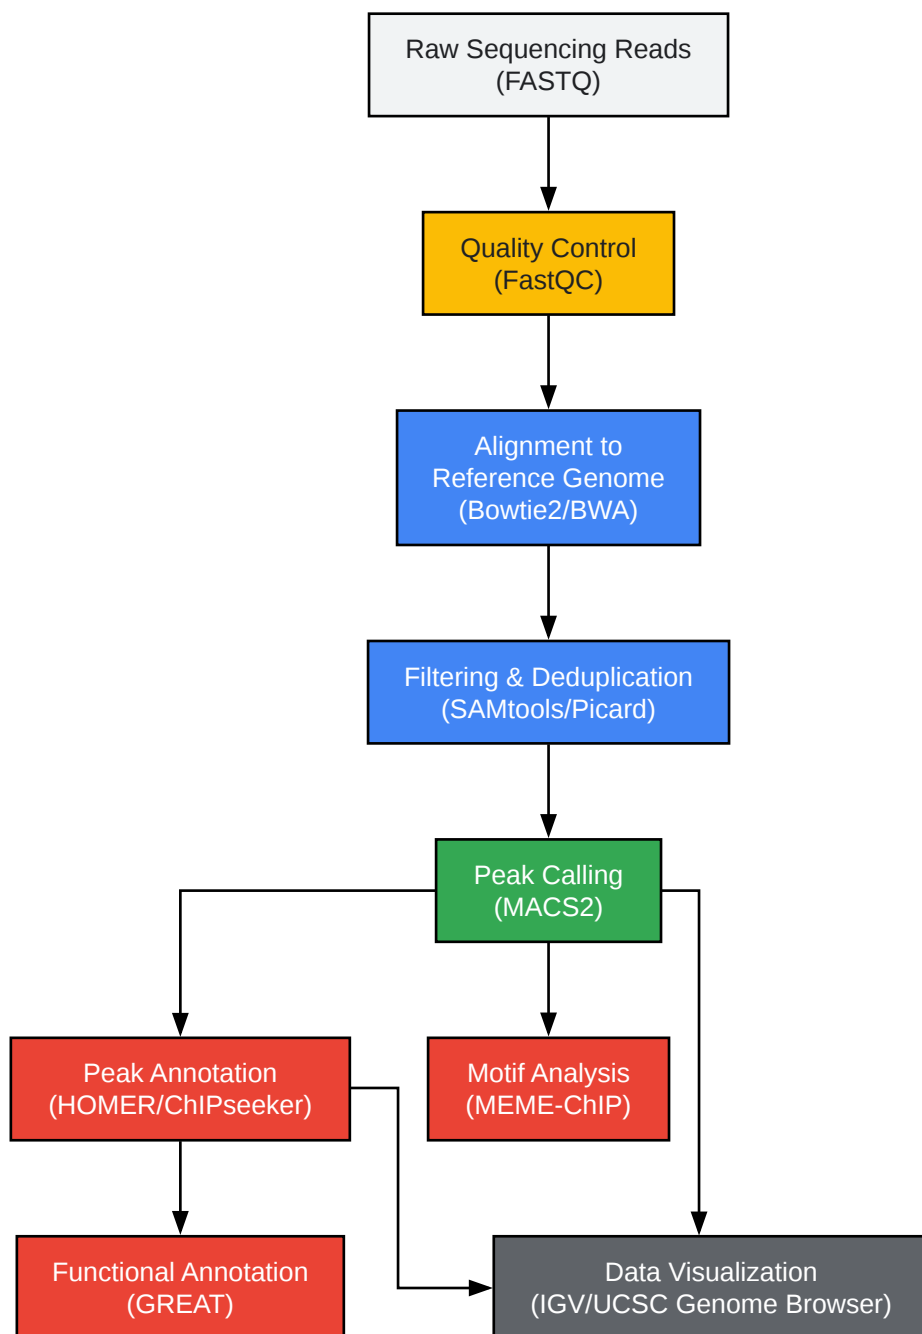 Raw Sequencing Reads
(FASTQ)
Quality Control
(FastQC)
Alignment to
Reference Genome
(Bowtie2/BWA)
Filtering & Deduplication
(SAMtools/Picard)
Peak Calling
(MACS2)
Peak Annotation
(HOMER/ChIPseeker)
Motif Analysis
(MEME-ChIP)
Functional Annotation
(GREAT)
Data Visualization
(IGV/UCSC Genome Browser)